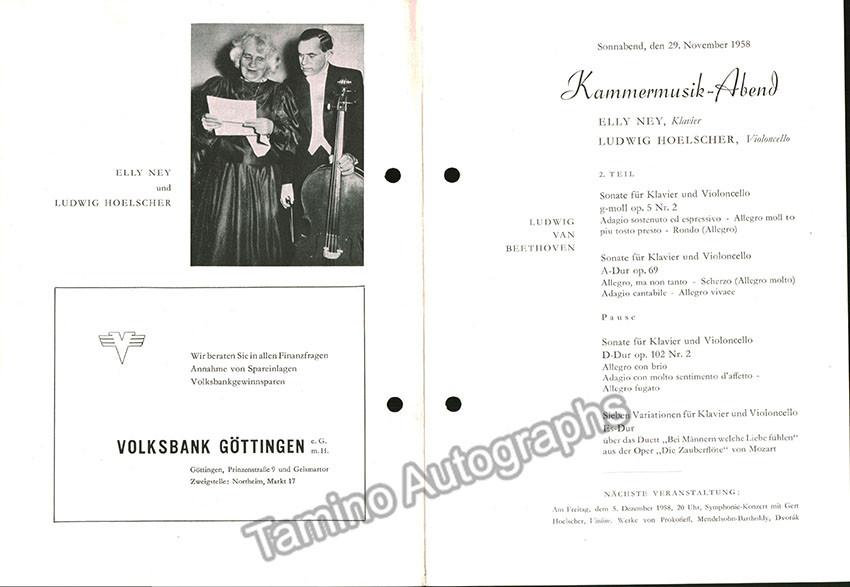 ELLY NEY
und
LUDWIG HOELSCHER
Wir beraten Sie in allen Finanzfragen
Annahme von Spareinlagen
Volksbankgewinnsparen
VOLKSBANK GÖTTINGEN e. G.
m. H.
Göttingen, Prinzenstraße 9 und Geismartor
Zweigstelle: Northeim, Markt 17
Sonnabend, den 29. November 1958
Kammermusik-Abend
ELLY NEY, Klavier
LUDWIG HOELSCHER, Violoncello
2. TEIL
LUDWIG
VAN
BEETHOVEN
Sonate für Klavier und Violoncello
g-moll op. 5 Nr. 2
Adagio sostenuto ed espressivo - Allegro moll to
piu tosto presto - Rondo (Allegro)
Sonate für Klavier und Violoncello
A-Dur op. 69
Allegro, ma non tanto - Scherzo (Allegro molto)
Adagio cantabile - Allegro vivace
Pause
Sonate für Klavier und Violoncello
D-Dur op. 102 Nr. 2
Allegro con brio
Adagio con molto sentimento d'affetto -
Allegro fugato
Sieben Variationen für Klavier und Violoncello
Es-Dur
über das Duett „Bei Männern welche Liebe fühlen“
aus der Oper „Die Zauberflöte“ von Mozart
NÄCHSTE VERANSTALTUNG:
Am Freitag, dem 5. Dezember 1958, 20 Uhr, Symphonie-Konzert mit Gert
Hoelscher, Violine. Werke von Prokofieff, Mendelsohn-Bartholdy, Dvorák
Tamino Autographs